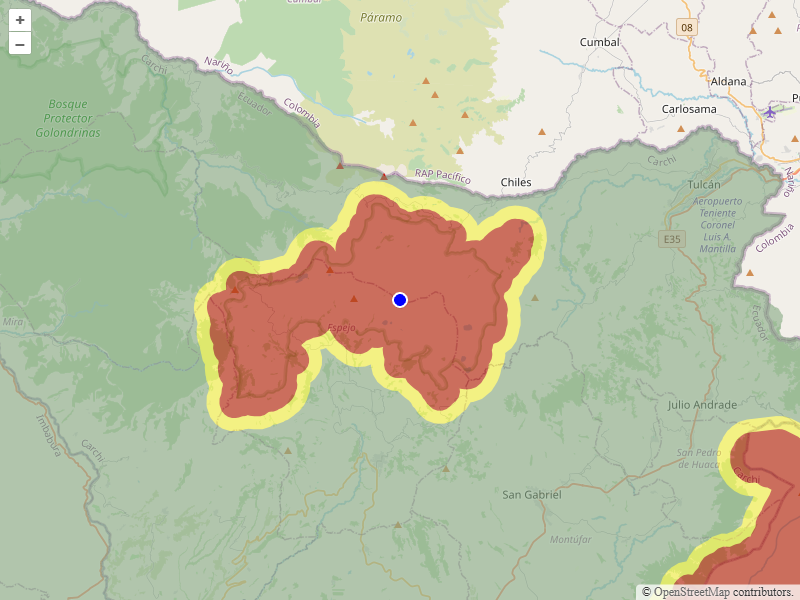 +
−
Páramo
08
Cumbal
Aldana
Carlosama
Nariño
Carchi
Ecuador
Colombia
Bosque
Protector
Golondrinas
RAP Pacífico
Chiles
Carchi
Tulcán
Nariño
Aeropuerto
Teniente
Coronel
Luis A.
Mantilla
E35
Colombia
Ecuador
Mira
Espejo
Imbabura
Carchi
Julio Andrade
San Pedro
de Huaca
Carchi
San Gabriel
Montúfar
© OpenStreetMap contributors.